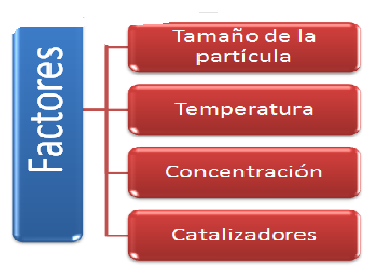 Factores
Tamaño de la
partícula
Temperatura
Concentración
Catalizadores